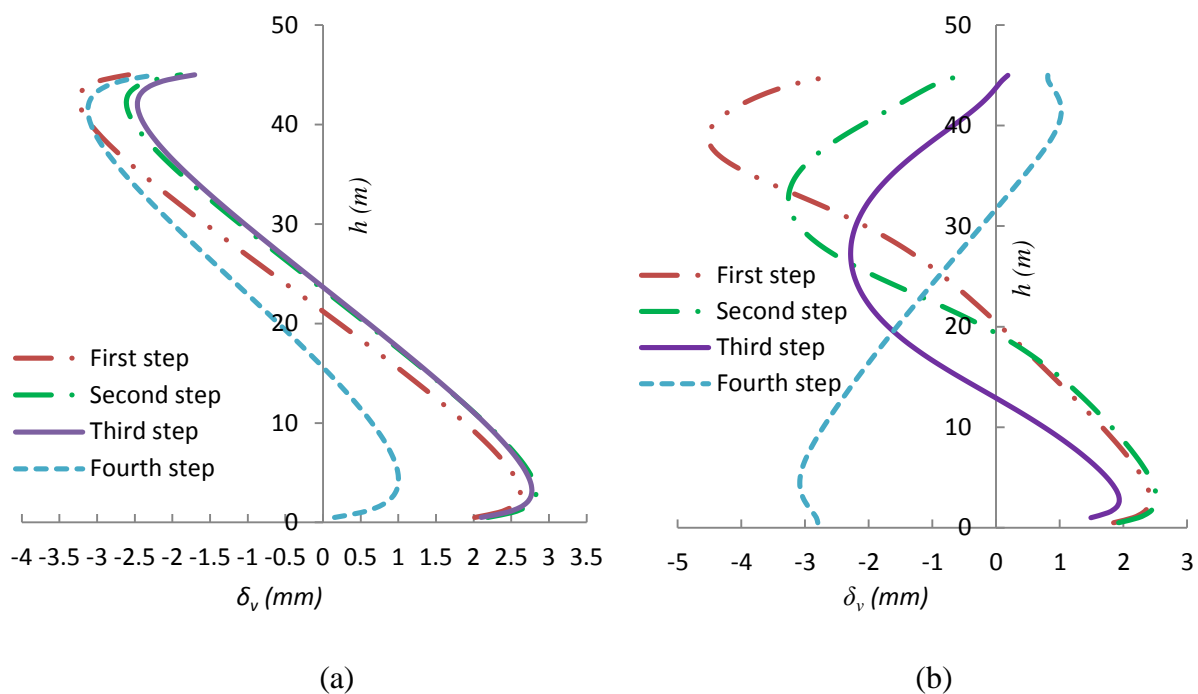 50
40
30
20
10
0
h (m)
First step
Second step
Third step
Fourth step
-4 -3.5 -3 -2.5 -2 -1.5 -1 -0.5 0 0.5 1 1.5 2 2.5 3 3.5
δv (mm)
(a)
50
40
30
20
10
0
h (m)
First step
Second step
Third step
Fourth step
-5 -4 -3 -2 -1 0 1 2 3
δv (mm)
(b)